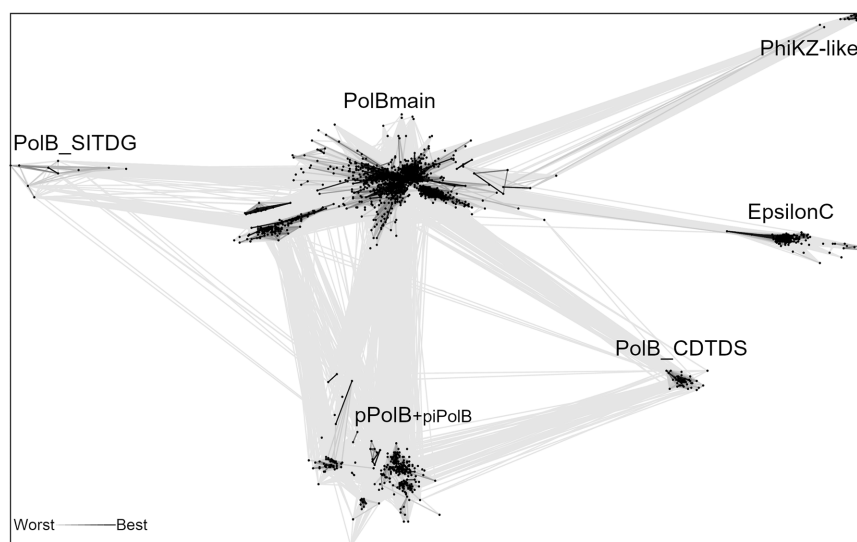 PhiKZ-like
PolBmain
PolB_SITDG
EpsilonC
PolB_CDTDS
pPolB+piPolB
Worst Best